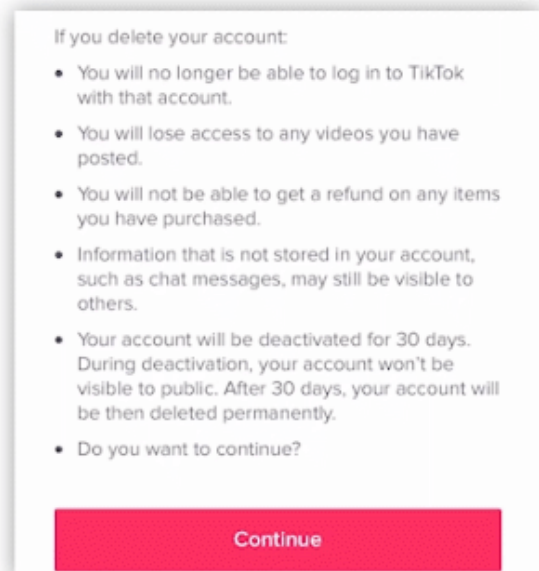 If you delete your account:
• You will no longer be able to log in to TikTok
with that account.
• You will lose access to any videos you have
posted.
• You will not be able to get a refund on any items
you have purchased.
• Information that is not stored in your account,
such as chat messages, may still be visible to
others.
• Your account will be deactivated for 30 days.
During deactivation, your account won't be
visible to public. After 30 days, your account will
be then deleted permanently.
• Do you want to continue?
Continue